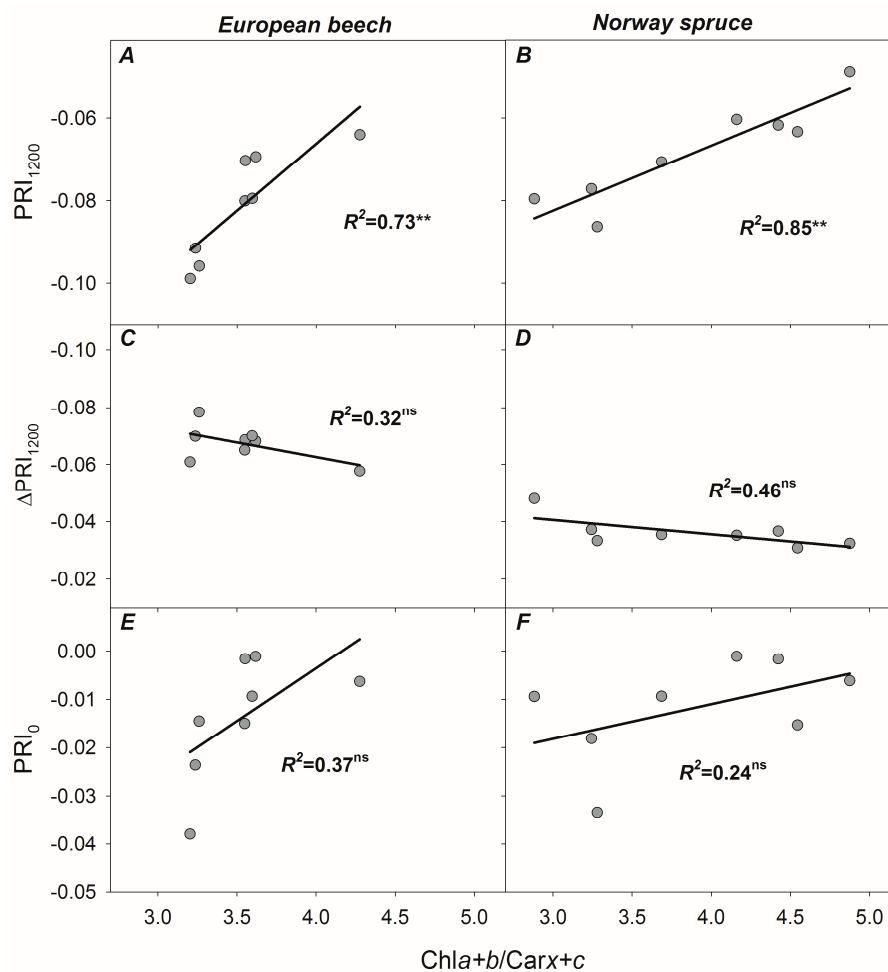 European beech
Norway spruce
A
B
-0.06
-0.08
-0.10
PRI₁₂₀₀
R²=0.73**
R²=0.85**
C
D
-0.10
-0.08
-0.06
-0.04
-0.02
ΔPRI₁₂₀₀
R²=0.32ⁿˢ
R²=0.46ⁿˢ
E
F
0.00
-0.01
-0.02
-0.03
-0.04
-0.05
PRI₀
R²=0.37ⁿˢ
R²=0.24ⁿˢ
3.0 3.5 4.0 4.5 5.0
3.0 3.5 4.0 4.5 5.0
Chla+b/Carx+c